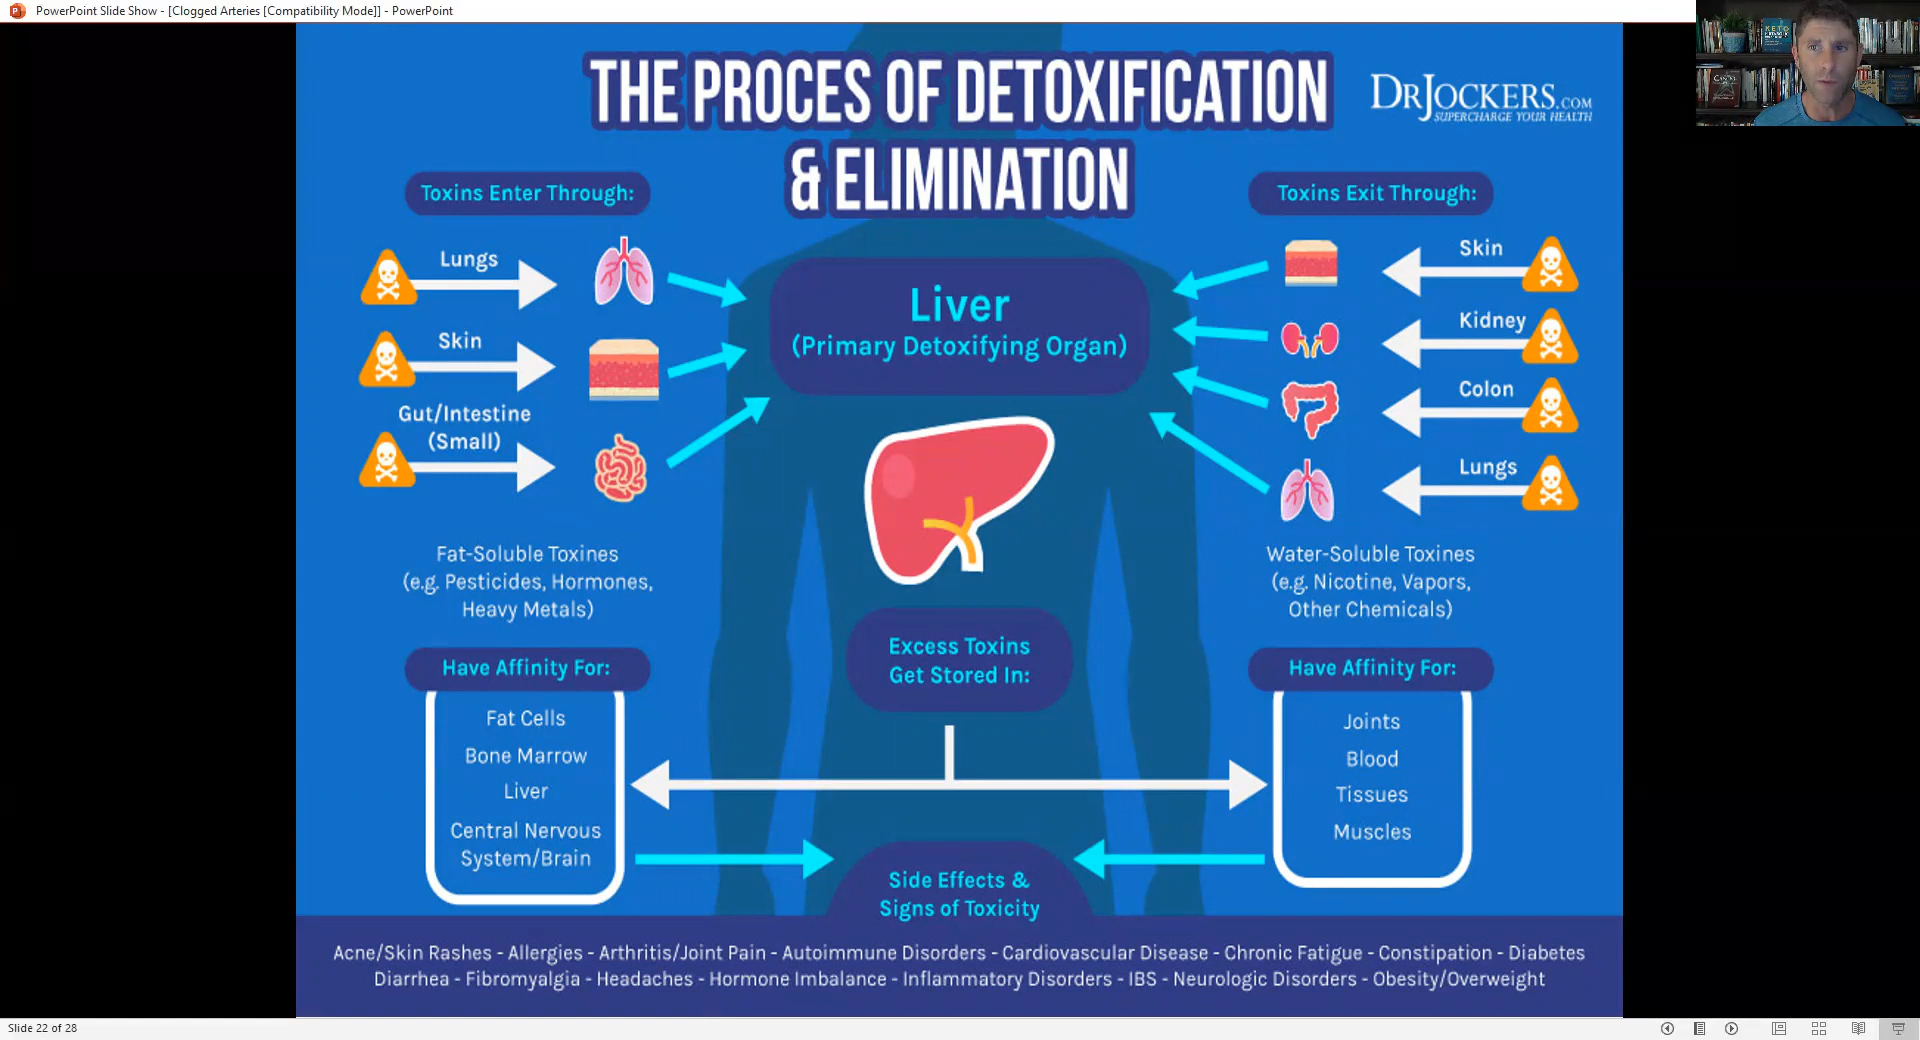 PowerPoint Slide Show - [Clogged Arteries [Compatibility Mode]] - PowerPoint
THE PROCES OF DETOXIFICATION
& ELIMINATION
DRJOCKERS.COM
SUPERCHARGE YOUR HEALTH
Toxins Enter Through:
Lungs
Skin
Gut/Intestine
(Small)
Fat-Soluble Toxines
(e.g. Pesticides, Hormones,
Heavy Metals)
Have Affinity For:
Fat Cells
Bone Marrow
Liver
Central Nervous
System/Brain
Liver
(Primary Detoxifying Organ)
Excess Toxins
Get Stored In:
Toxins Exit Through:
Skin
Kidney
Colon
Lungs
Water-Soluble Toxines
(e.g. Nicotine, Vapors,
Other Chemicals)
Have Affinity For:
Joints
Blood
Tissues
Muscles
Side Effects &
Signs of Toxicity
Acne/Skin Rashes - Allergies - Arthritis/Joint Pain - Autoimmune Disorders - Cardiovascular Disease - Chronic Fatigue - Constipation - Diabetes
Diarrhea - Fibromyalgia - Headaches - Hormone Imbalance - Inflammatory Disorders - IBS - Neurologic Disorders - Obesity/Overweight
Slide 22 of 28